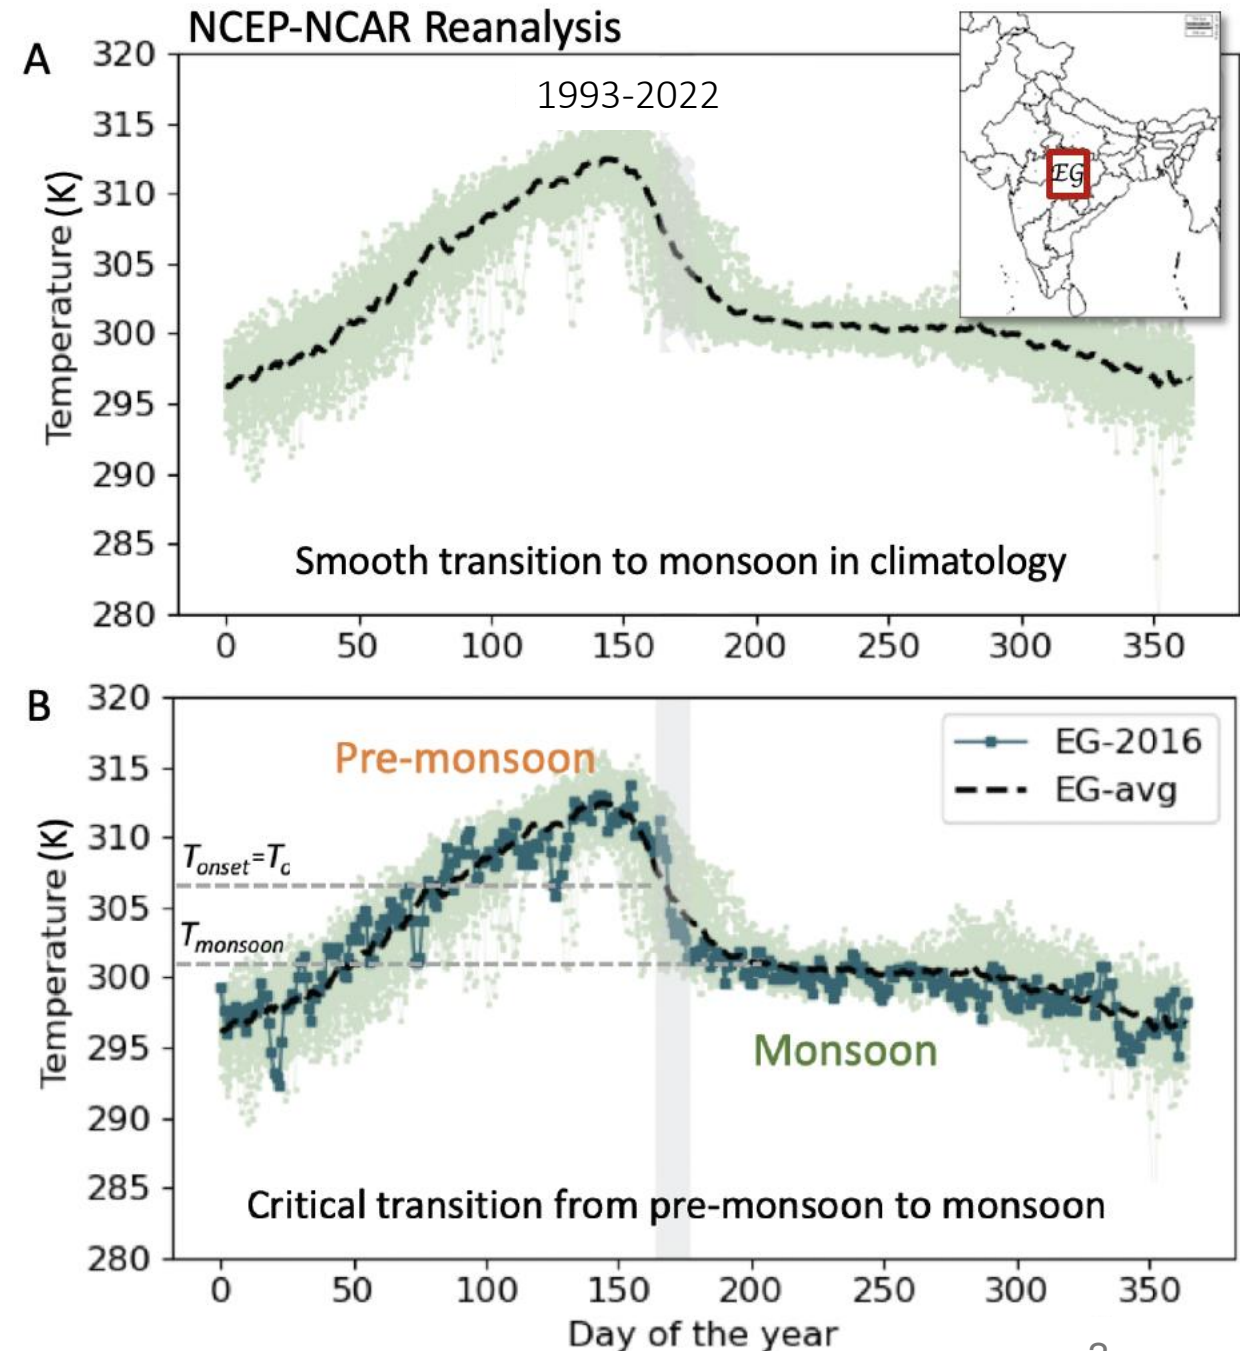 NCEP-NCAR Reanalysis
A
1993-2022
EG
320
315
310
305
300
295
290
285
280
Temperature (K)
Smooth transition to monsoon in climatology
0 50 100 150 200 250 300 350
B
320
315
310
305
300
295
290
285
280
Temperature (K)
Pre-monsoon
EG-2016
EG-avg
Tonset=Tc
Tmonsoon
Monsoon
Critical transition from pre-monsoon to monsoon
0 50 100 150 200 250 300 350
Day of the year